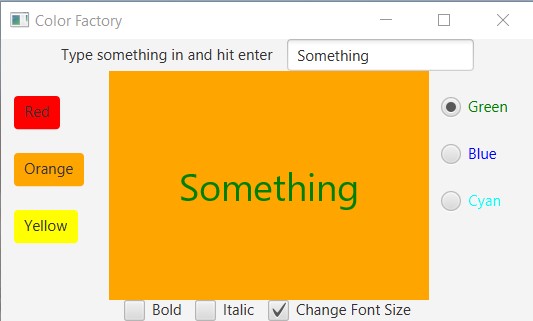 Color Factory
Type something in and hit enter Something
Red
Green
Orange
Blue
Something
Cyan
Yellow
Bold Italic Change Font Size